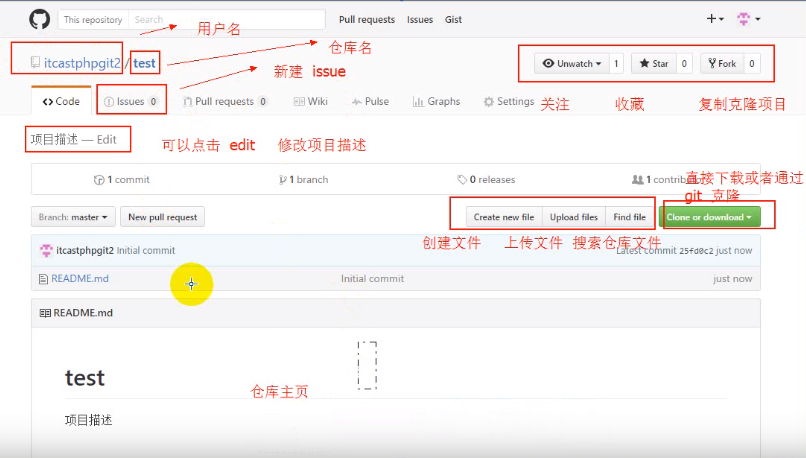 This repository Search Pull requests Issues Gist
用户名
仓库名
itcastphpgit2 / test
Unwatch 1 Star 0 Fork 0
新建 issue
Code Issues 0 Pull requests 0 Wiki Pulse Graphs Settings
关注 收藏 复制克隆项目
项目描述 — Edit
可以点击 edit 修改项目描述
1 commit 1 branch 0 releases 1 contribu
直接下载或者通过
git 克隆
Branch: master New pull request Create new file Upload files Find file Clone or download
创建文件 上传文件 搜索仓库文件
itcastphpgit2 Initial commit Latest commit 25fd0c2 just now
README.md Initial commit just now
README.md
test
仓库主页
项目描述